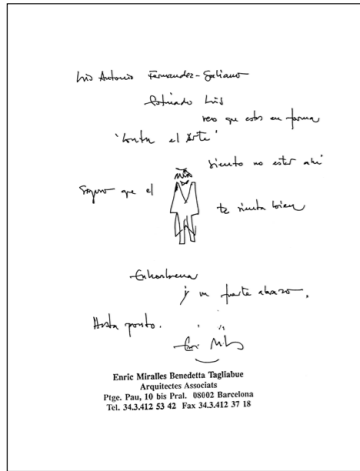 Luis Antonio Fernandez-Galiano
Estimado Luis
veo que estas en forma
"Contra el Arte"
siento no estar ahi
Seguro que el
te sienta bien
Enhorabuena
y un fuerte abrazo,
Hasta pronto.
Enric Miralles Benedetta Tagliabue
Arquitectes Associats
Ptge. Pau, 10 bis Pral. 08002 Barcelona
Tel. 34.3.412 53 42 Fax 34.3.412 37 18